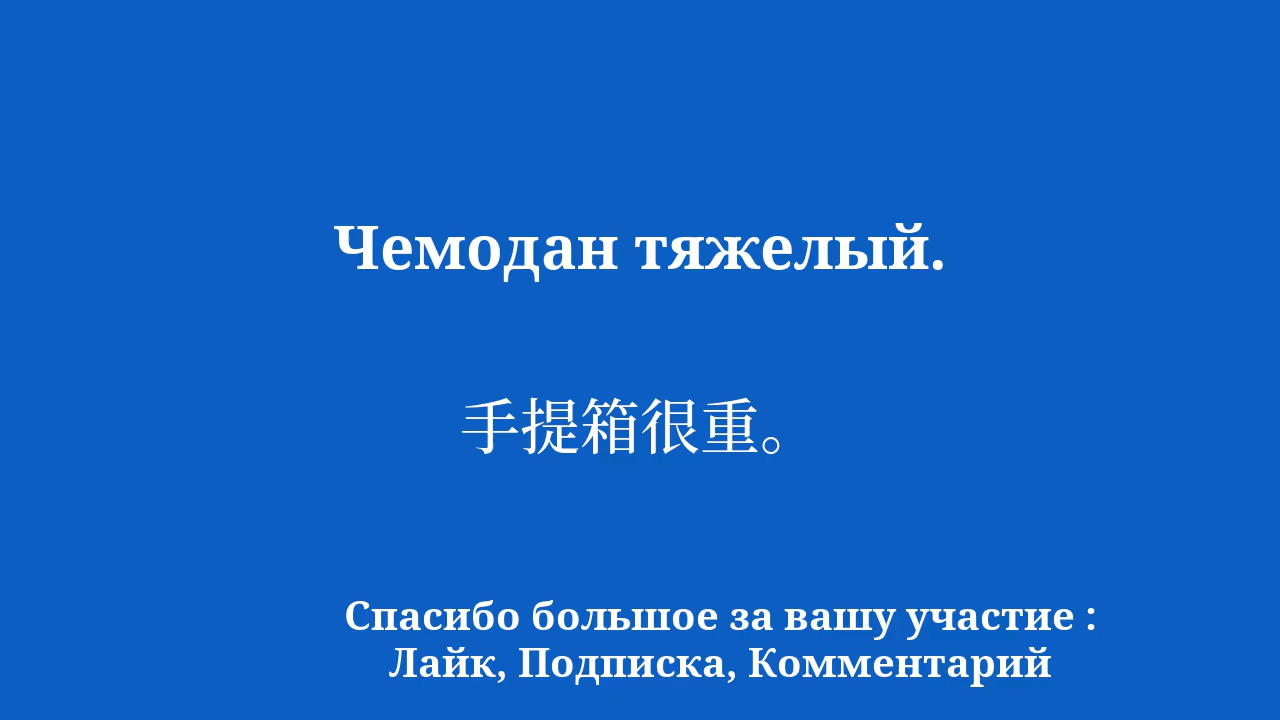 Чемодан тяжелый.
手提箱很重。
Спасибо большое за вашу участие :
Лайк, Подписка, Комментарий